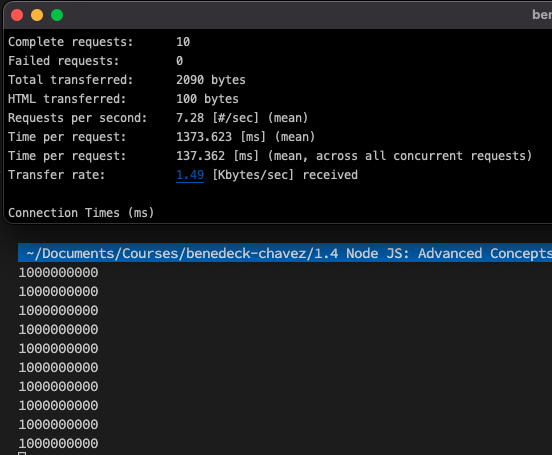 ber
Complete requests: 10
Failed requests: 0
Total transferred: 2090 bytes
HTML transferred: 100 bytes
Requests per second: 7.28 [#/sec] (mean)
Time per request: 1373.623 [ms] (mean)
Time per request: 137.362 [ms] (mean, across all concurrent requests)
Transfer rate: 1.49 [Kbytes/sec] received
Connection Times (ms)
~/Documents/Courses/benedeck-chavez/1.4 Node JS: Advanced Concepts
1000000000
1000000000
1000000000
1000000000
1000000000
1000000000
1000000000
1000000000
1000000000
1000000000